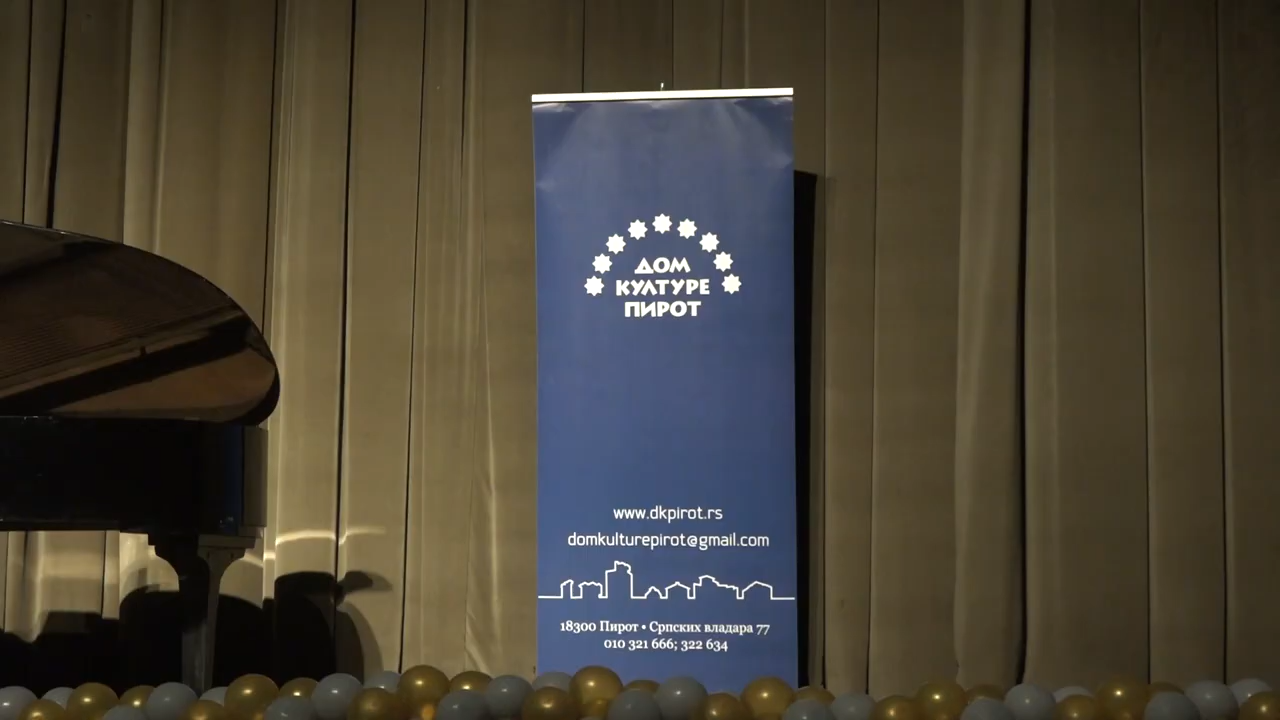 ДОМ
КУЛТУРЕ
ПИРОТ
www.dkpirot.rs
domkulturepirot@gmail.com
18300 Пирот • Српских владара 77
010 321 666; 322 634